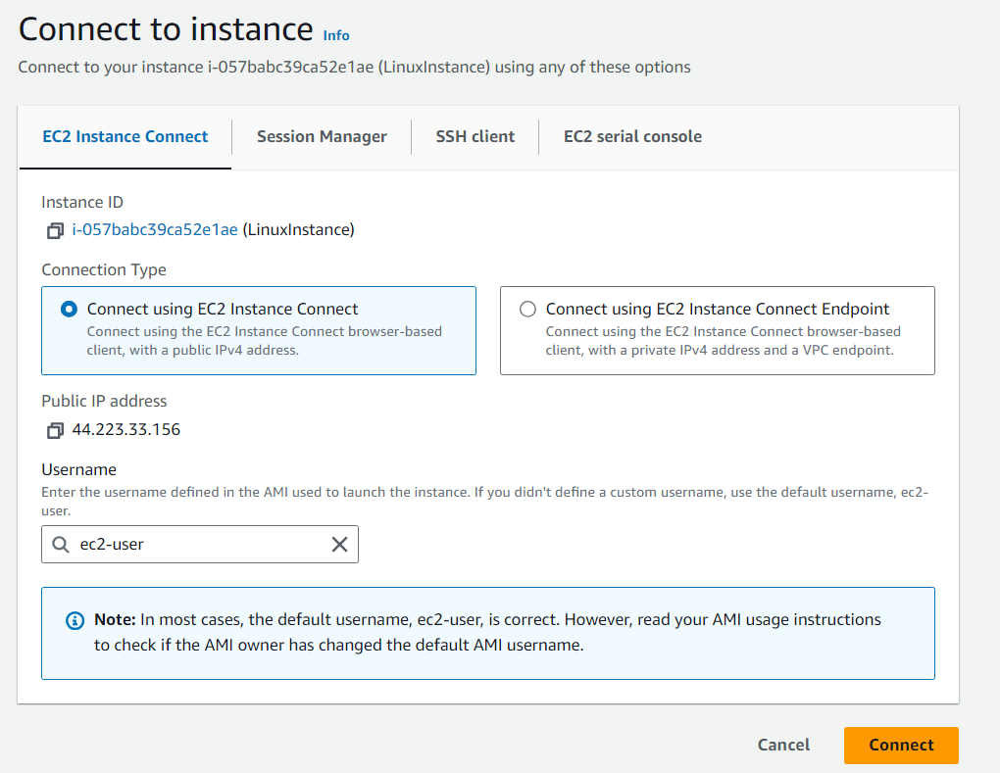 Connect to instance Info
Connect to your instance i-057babc39ca52e1ae (LinuxInstance) using any of these options
EC2 Instance Connect
Session Manager
SSH client
EC2 serial console
Instance ID
i-057babc39ca52e1ae (LinuxInstance)
Connection Type
Connect using EC2 Instance Connect
Connect using the EC2 Instance Connect browser-based
client, with a public IPv4 address.
Connect using EC2 Instance Connect Endpoint
Connect using the EC2 Instance Connect browser-based
client, with a private IPv4 address and a VPC endpoint.
Public IP address
44.223.33.156
Username
Enter the username defined in the AMI used to launch the instance. If you didn't define a custom username, use the default username, ec2-
user.
ec2-user
Note: In most cases, the default username, ec2-user, is correct. However, read your AMI usage instructions
to check if the AMI owner has changed the default AMI username.
Cancel
Connect